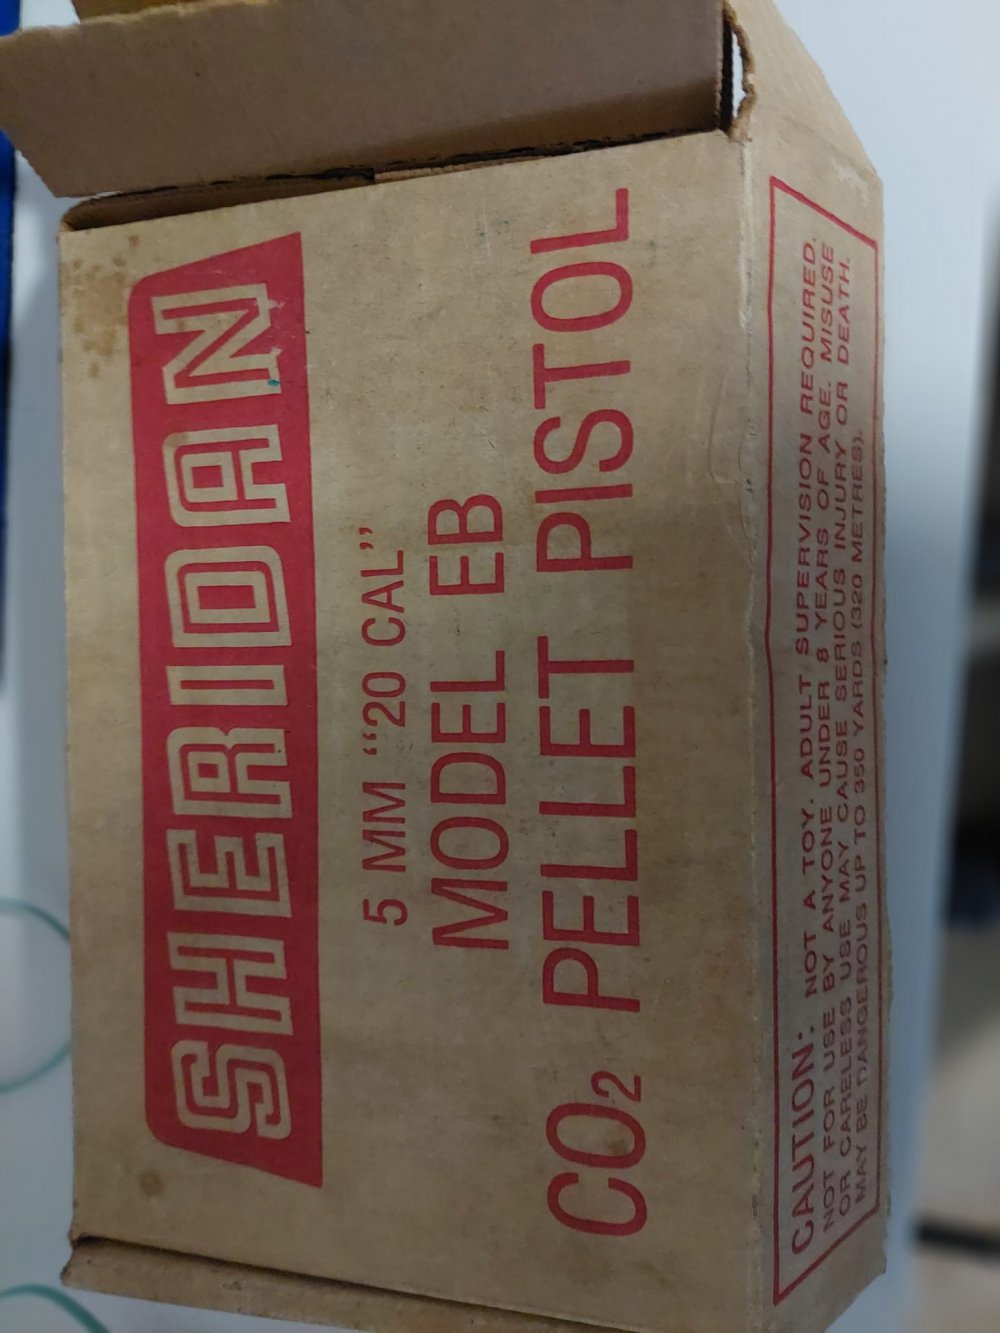 SHERIDAN
5 MM “20 CAL”
MODEL EB
CO₂ PELLET PISTOL
CAUTION: NOT A TOY. ADULT SUPERVISION REQUIRED.
NOT FOR USE BY ANYONE UNDER 8 YEARS OF AGE. MISUSE
OR CARELESS USE MAY CAUSE SERIOUS INJURY OR DEATH.
MAY BE DANGEROUS UP TO 350 YARDS (320 METRES).